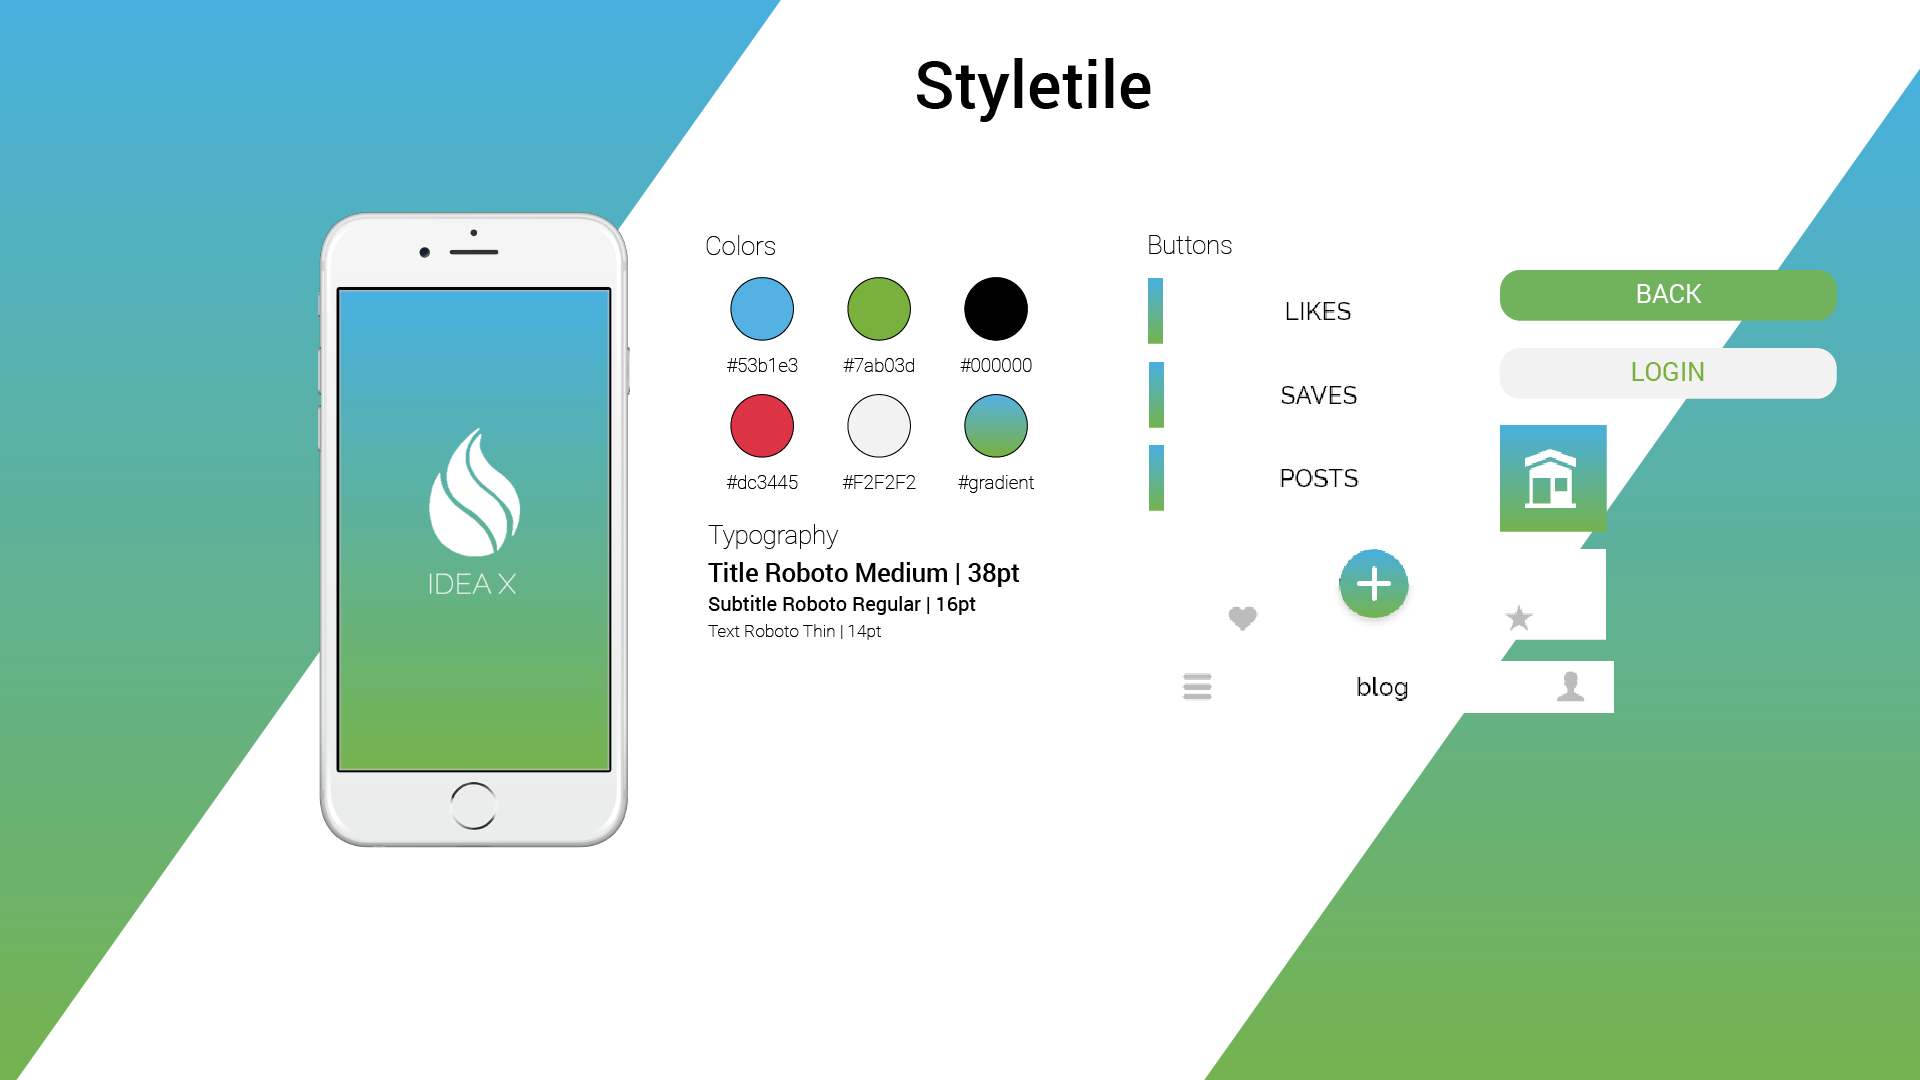 Styletile
IDEA X
Colors
#53b1e3 #7ab03d #000000
#dc3445 #F2F2F2 #gradient
Typography
Title Roboto Medium | 38pt
Subtitle Roboto Regular | 16pt
Text Roboto Thin | 14pt
Buttons
LIKES
SAVES
POSTS
blog
BACK
LOGIN